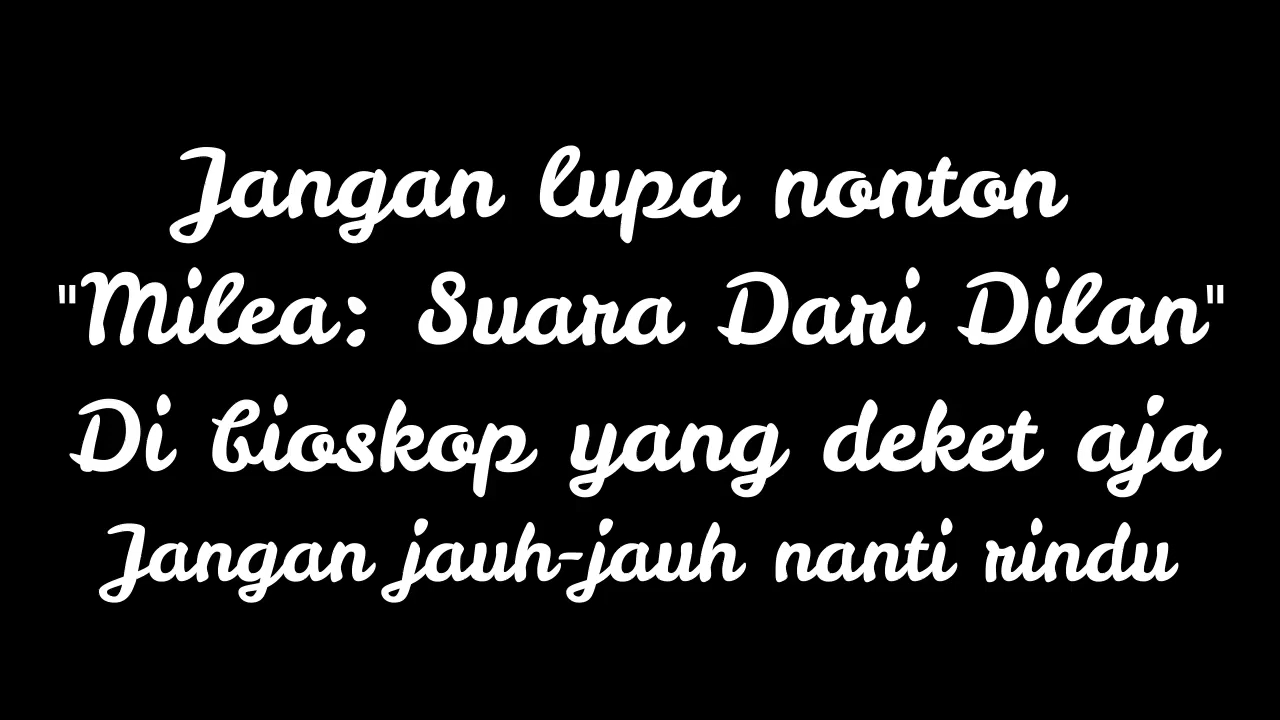 Jangan lupa nonton
"Milea: Suara Dari Dilan"
Di bioskop yang deket aja
Jangan jauh-jauh nanti rindu